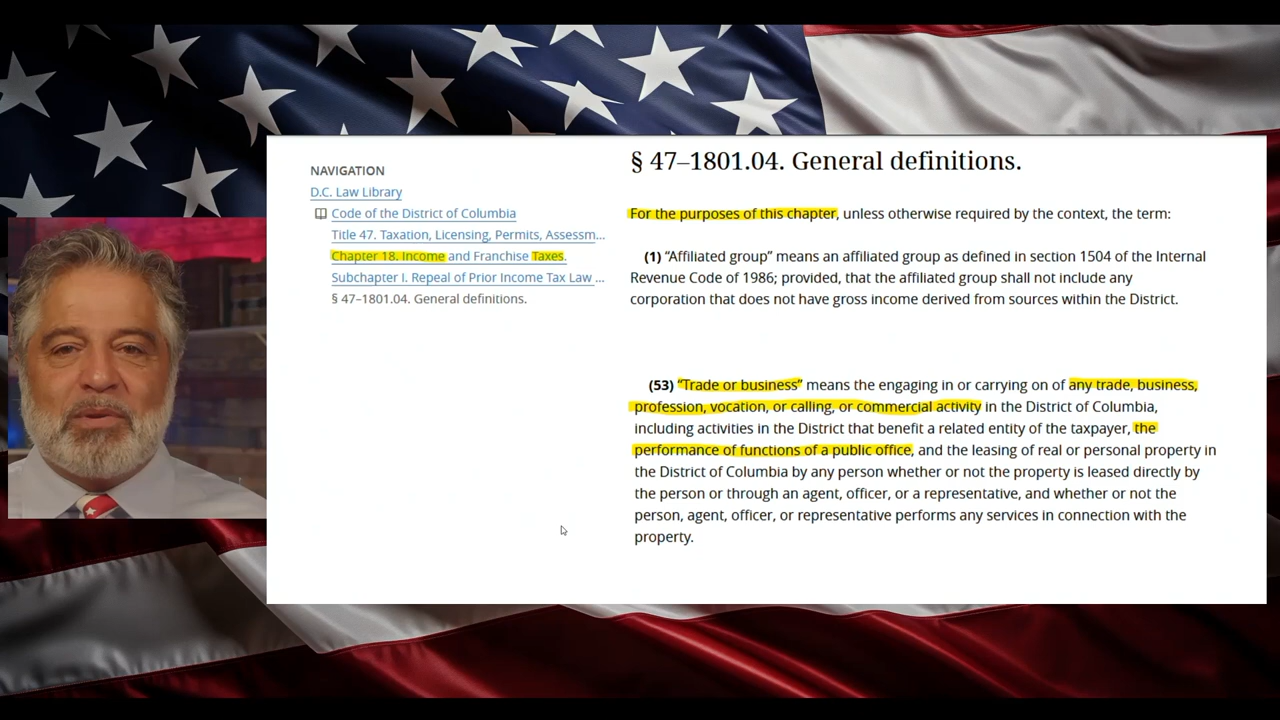 NAVIGATION
D.C. Law Library
Code of the District of Columbia
Title 47. Taxation, Licensing, Permits, Assessm...
Chapter 18. Income and Franchise Taxes.
Subchapter I. Repeal of Prior Income Tax Law ...
§ 47–1801.04. General definitions.
§ 47–1801.04. General definitions.
For the purposes of this chapter, unless otherwise required by the context, the term:
(1) “Affiliated group” means an affiliated group as defined in section 1504 of the Internal
Revenue Code of 1986; provided, that the affiliated group shall not include any
corporation that does not have gross income derived from sources within the District.
(53) “Trade or business” means the engaging in or carrying on of any trade, business,
profession, vocation, or calling, or commercial activity in the District of Columbia,
including activities in the District that benefit a related entity of the taxpayer, the
performance of functions of a public office, and the leasing of real or personal property in
the District of Columbia by any person whether or not the property is leased directly by
the person or through an agent, officer, or a representative, and whether or not the
person, agent, officer, or representative performs any services in connection with the
property.